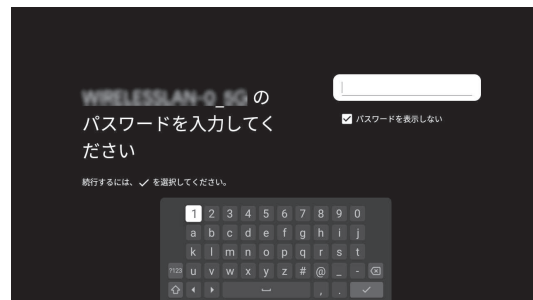 の
パスワードを入力してく
ださい
続行するには、✓ を選択してください。
パスワードを表示しない
1 2 3 4 5 6 7 8 9 0
a b c d e f g h i j
k l m n o p q r s t
?123 u v w x y z # @ _ -
, .